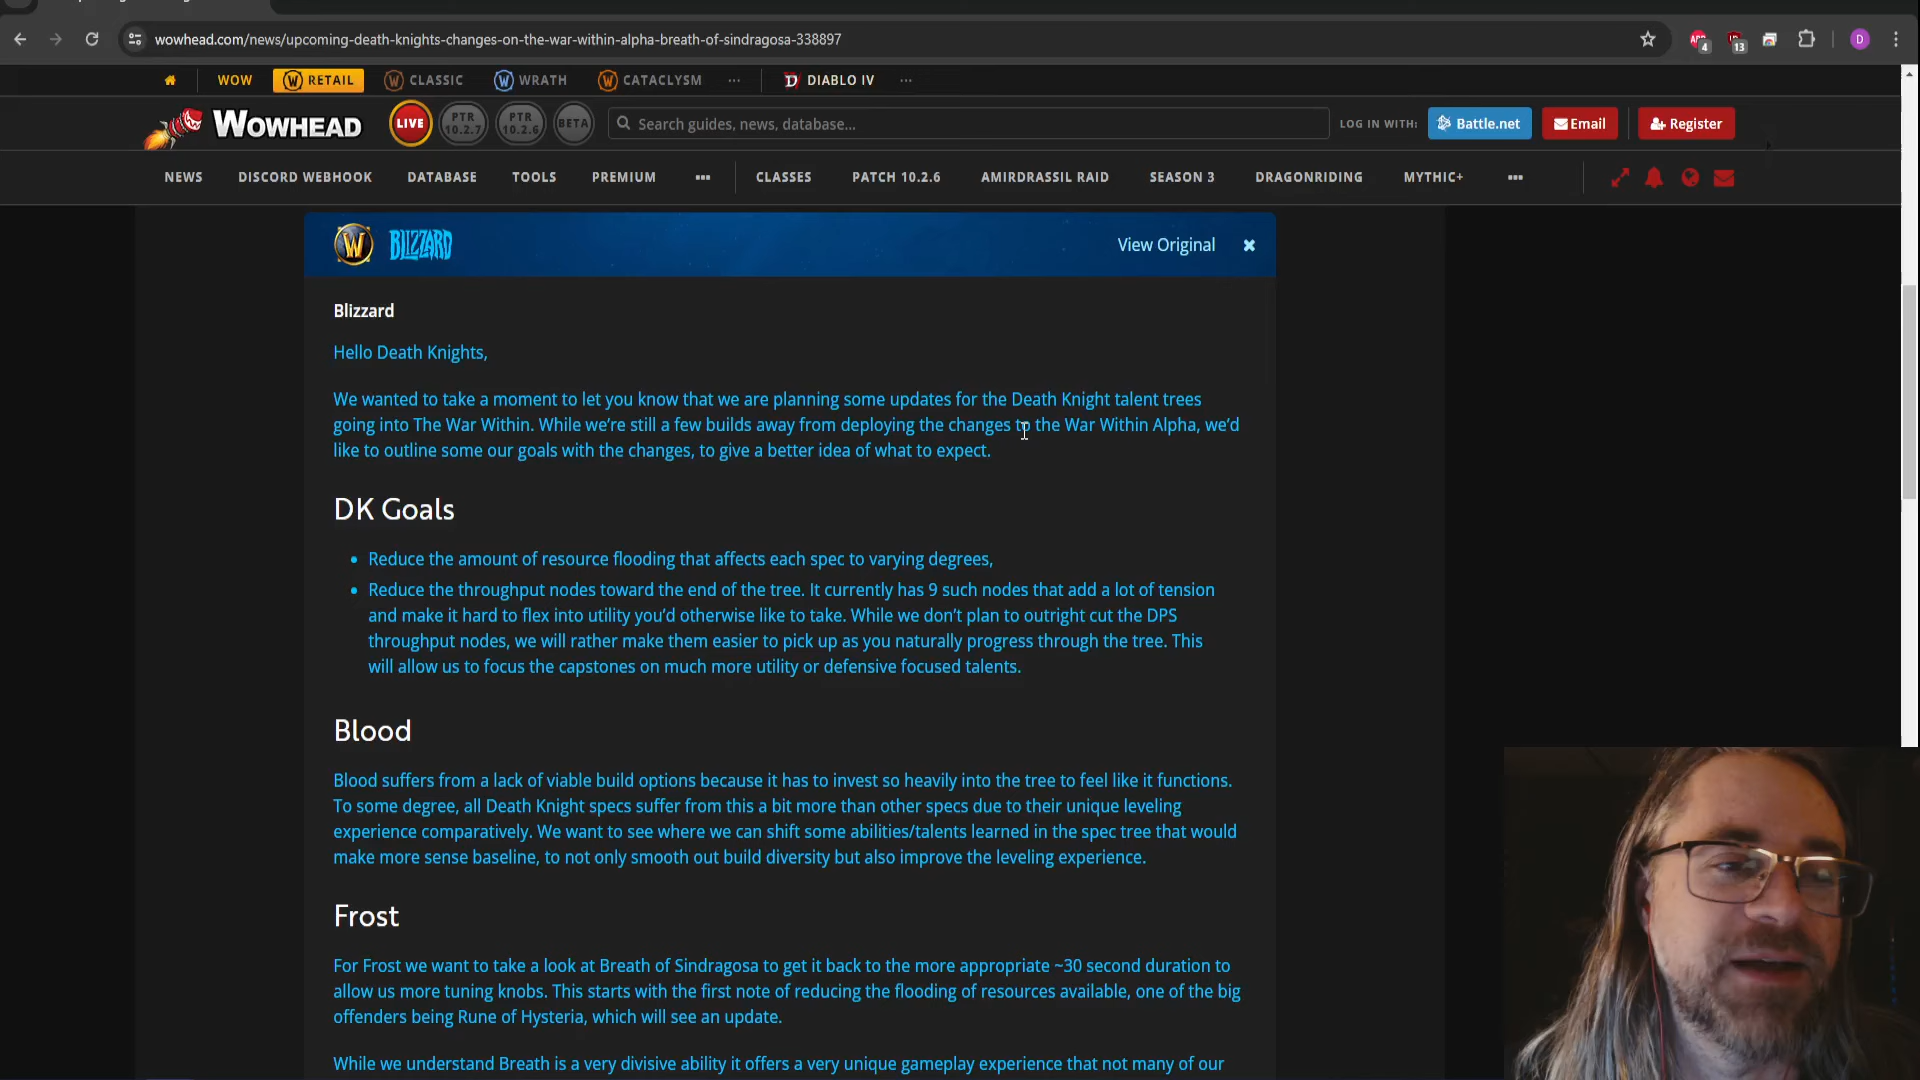 wowhead.com/news/upcoming-death-knights-changes-on-the-war-within-alpha-breath-of-sindragosa-338897
4
13
D
WOW
RETAIL
CLASSIC
WRATH
CATACLYSM
DIABLO IV
WOWHEAD
LIVE
PTR 10.2.7
PTR 10.2.6
BETA
Search guides, news, database...
LOG IN WITH:
Battle.net
Email
Register
NEWS
DISCORD WEBHOOK
DATABASE
TOOLS
PREMIUM
CLASSES
PATCH 10.2.6
AMIRDRASSIL RAID
SEASON 3
DRAGONRIDING
MYTHIC+
BLIZZARD
View Original
Blizzard
Hello Death Knights,
We wanted to take a moment to let you know that we are planning some updates for the Death Knight talent trees
going into The War Within. While we’re still a few builds away from deploying the changes to the War Within Alpha, we’d
like to outline some our goals with the changes, to give a better idea of what to expect.
DK Goals
• Reduce the amount of resource flooding that affects each spec to varying degrees,
• Reduce the throughput nodes toward the end of the tree. It currently has 9 such nodes that add a lot of tension
and make it hard to flex into utility you’d otherwise like to take. While we don’t plan to outright cut the DPS
throughput nodes, we will rather make them easier to pick up as you naturally progress through the tree. This
will allow us to focus the capstones on much more utility or defensive focused talents.
Blood
Blood suffers from a lack of viable build options because it has to invest so heavily into the tree to feel like it functions.
To some degree, all Death Knight specs suffer from this a bit more than other specs due to their unique leveling
experience comparatively. We want to see where we can shift some abilities/talents learned in the spec tree that would
make more sense baseline, to not only smooth out build diversity but also improve the leveling experience.
Frost
For Frost we want to take a look at Breath of Sindragosa to get it back to the more appropriate ~30 second duration to
allow us more tuning knobs. This starts with the first note of reducing the flooding of resources available, one of the big
offenders being Rune of Hysteria, which will see an update.
While we understand Breath is a very divisive ability it offers a very unique gameplay experience that not many of our